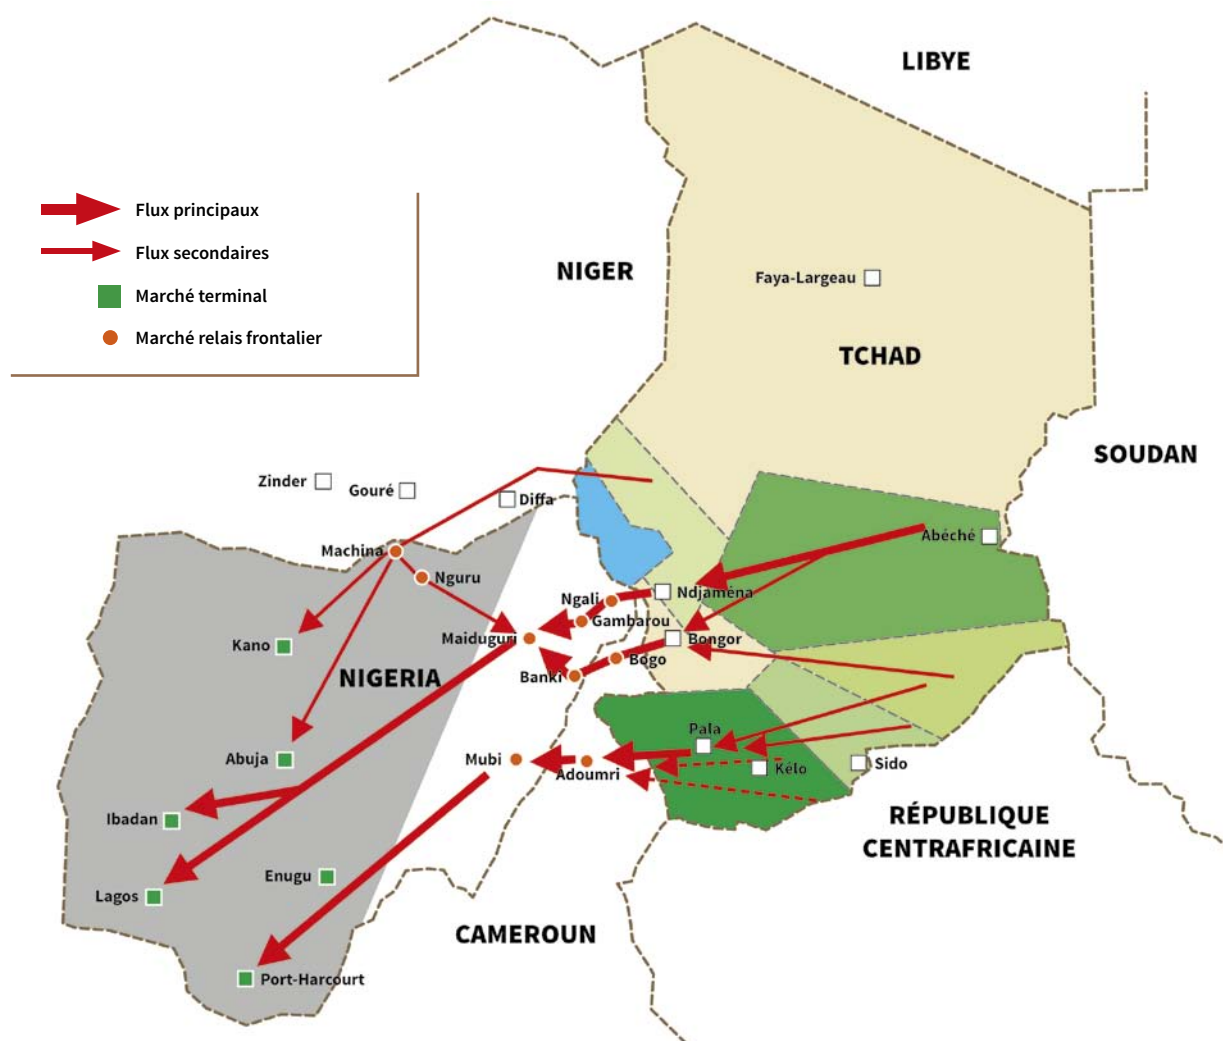 LIBYE
Flux principaux
Flux secondaires
Marché terminal
Marché relais frontalier
NIGER
Faya-Largeau
TCHAD
SOUDAN
Zinder
Gouré
Diffa
Abéché
Machina
Nguru
Ndjaména
Ngali
Gambarou
Kano
Maiduguri
Bongor
Bogo
NIGERIA
Banki
Pala
Abuja
Mubi
Adoumri
Kélo
Sido
Ibadan
RÉPUBLIQUE
CENTRAFRICAINE
Enugu
Lagos
CAMEROUN
Port-Harcourt